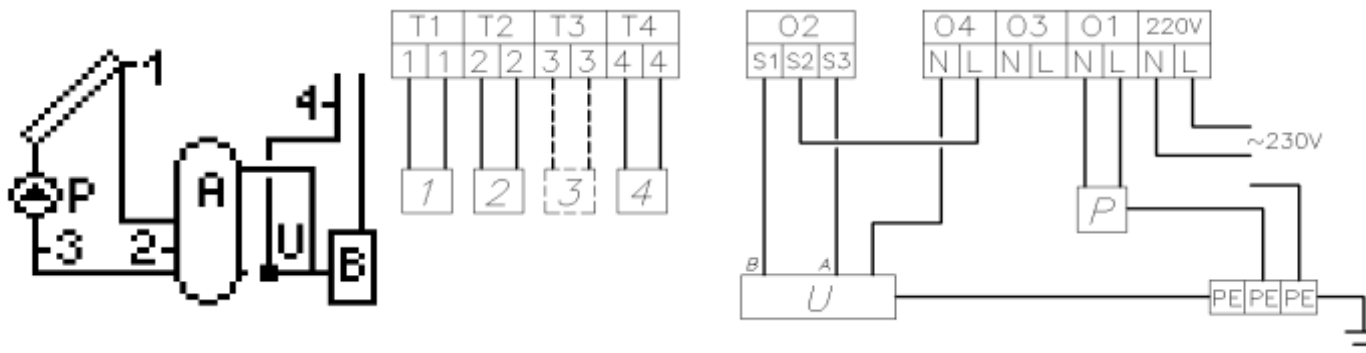 T1 T2 T3 T4 O2 O4 O3 O1 220V
1 1 2 2 3 3 4 4 S1 S2 S3 N L N L N L N L
1
4
P A
~230V
1 2 3 4 P
3 2 U B
B A
U PE PE PE